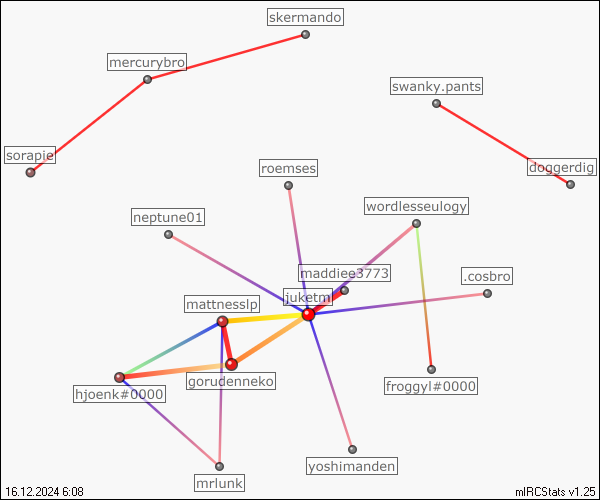 skermando
mercurybro
swanky.pants
sorapie
doggerdig
roemses
wordlesseulogy
neptune01
maddiee3773
.cosbro
juketm
mattnesslp
gorudenneko
froggyl#0000
hjoenk#0000
yoshimanden
mrlunk
16.12.2024 6:08
mIRCStats v1.25